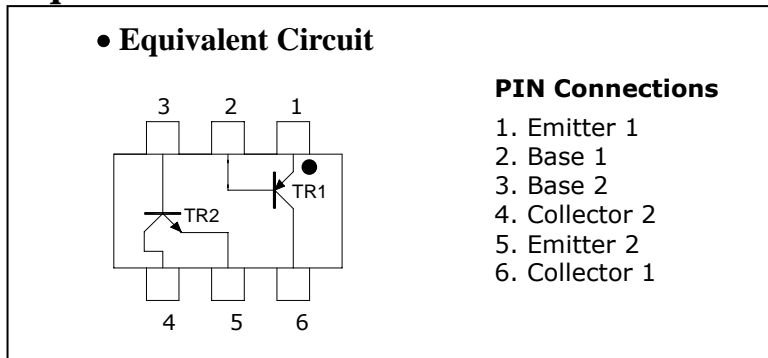 • Equivalent Circuit
3 2 1
TR1
TR2
4 5 6
PIN Connections
1. Emitter 1
2. Base 1
3. Base 2
4. Collector 2
5. Emitter 2
6. Collector 1